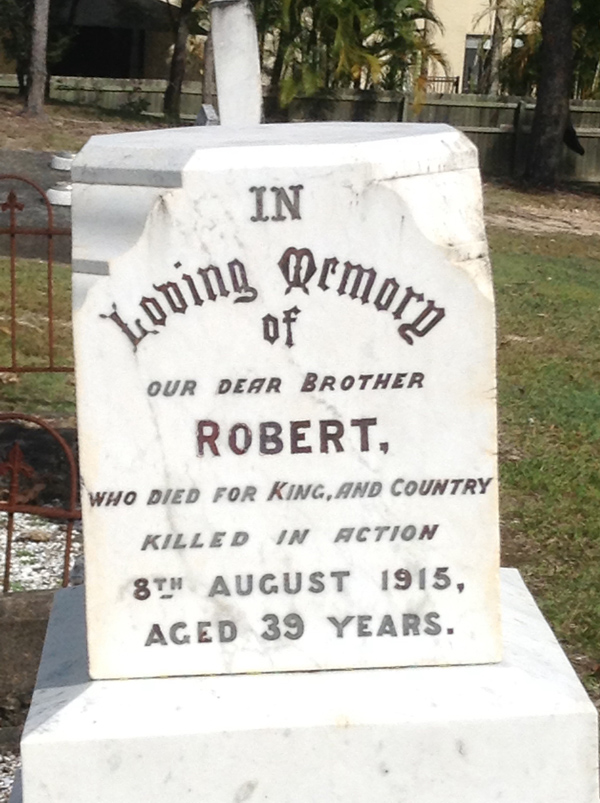 IN
Loving Memory
of
OUR DEAR BROTHER
ROBERT,
WHO DIED FOR KING, AND COUNTRY
KILLED IN ACTION
8TH AUGUST 1915,
AGED 39 YEARS.